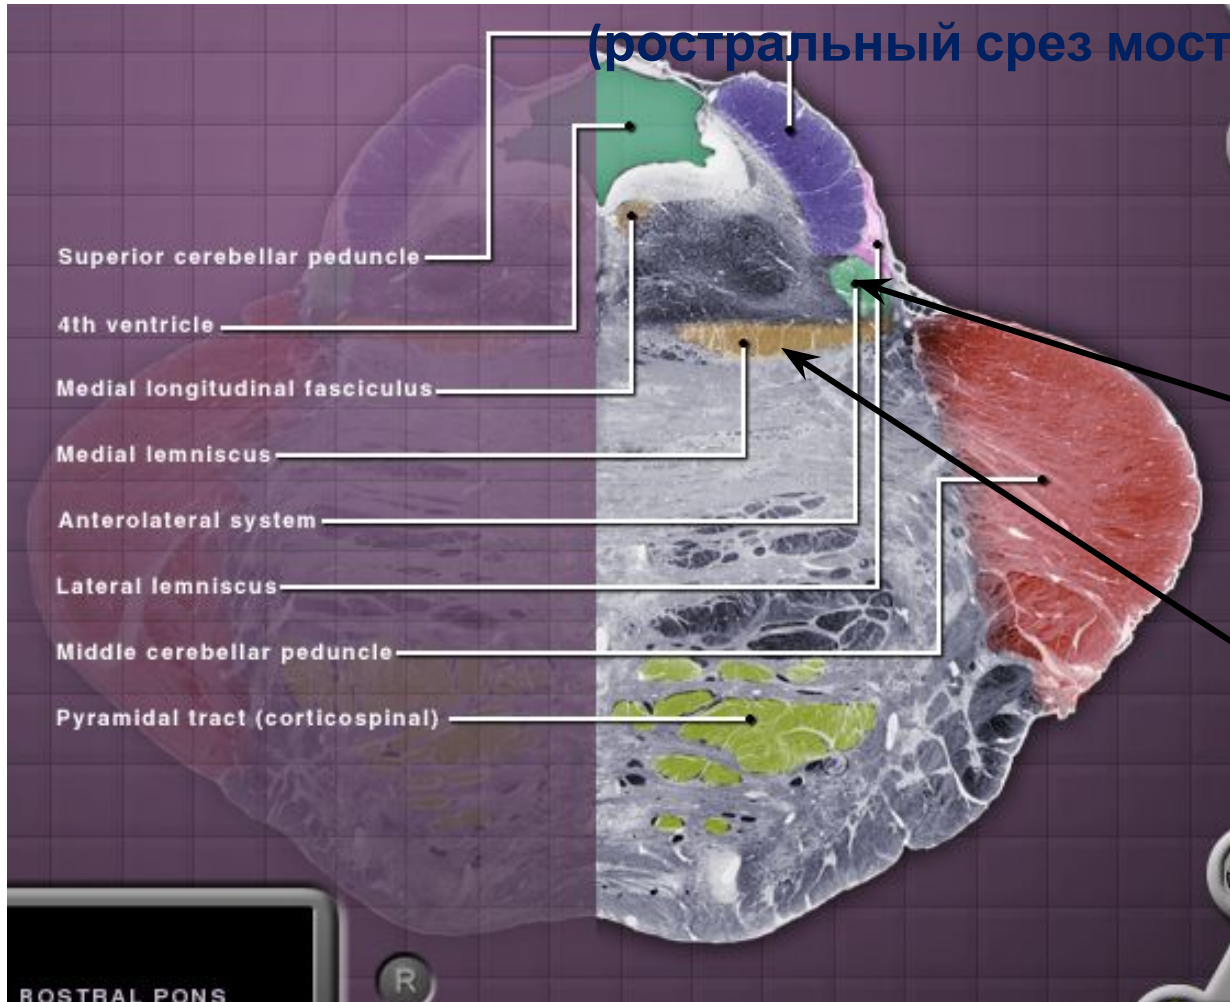 (ростральный срез мост
Superior cerebellar peduncle
4th ventricle
Medial longitudinal fasciculus
Medial lemniscus
Anterolateral system
Lateral lemniscus
Middle cerebellar peduncle
Pyramidal tract (corticospinal)
R
ROSTRAL PONS